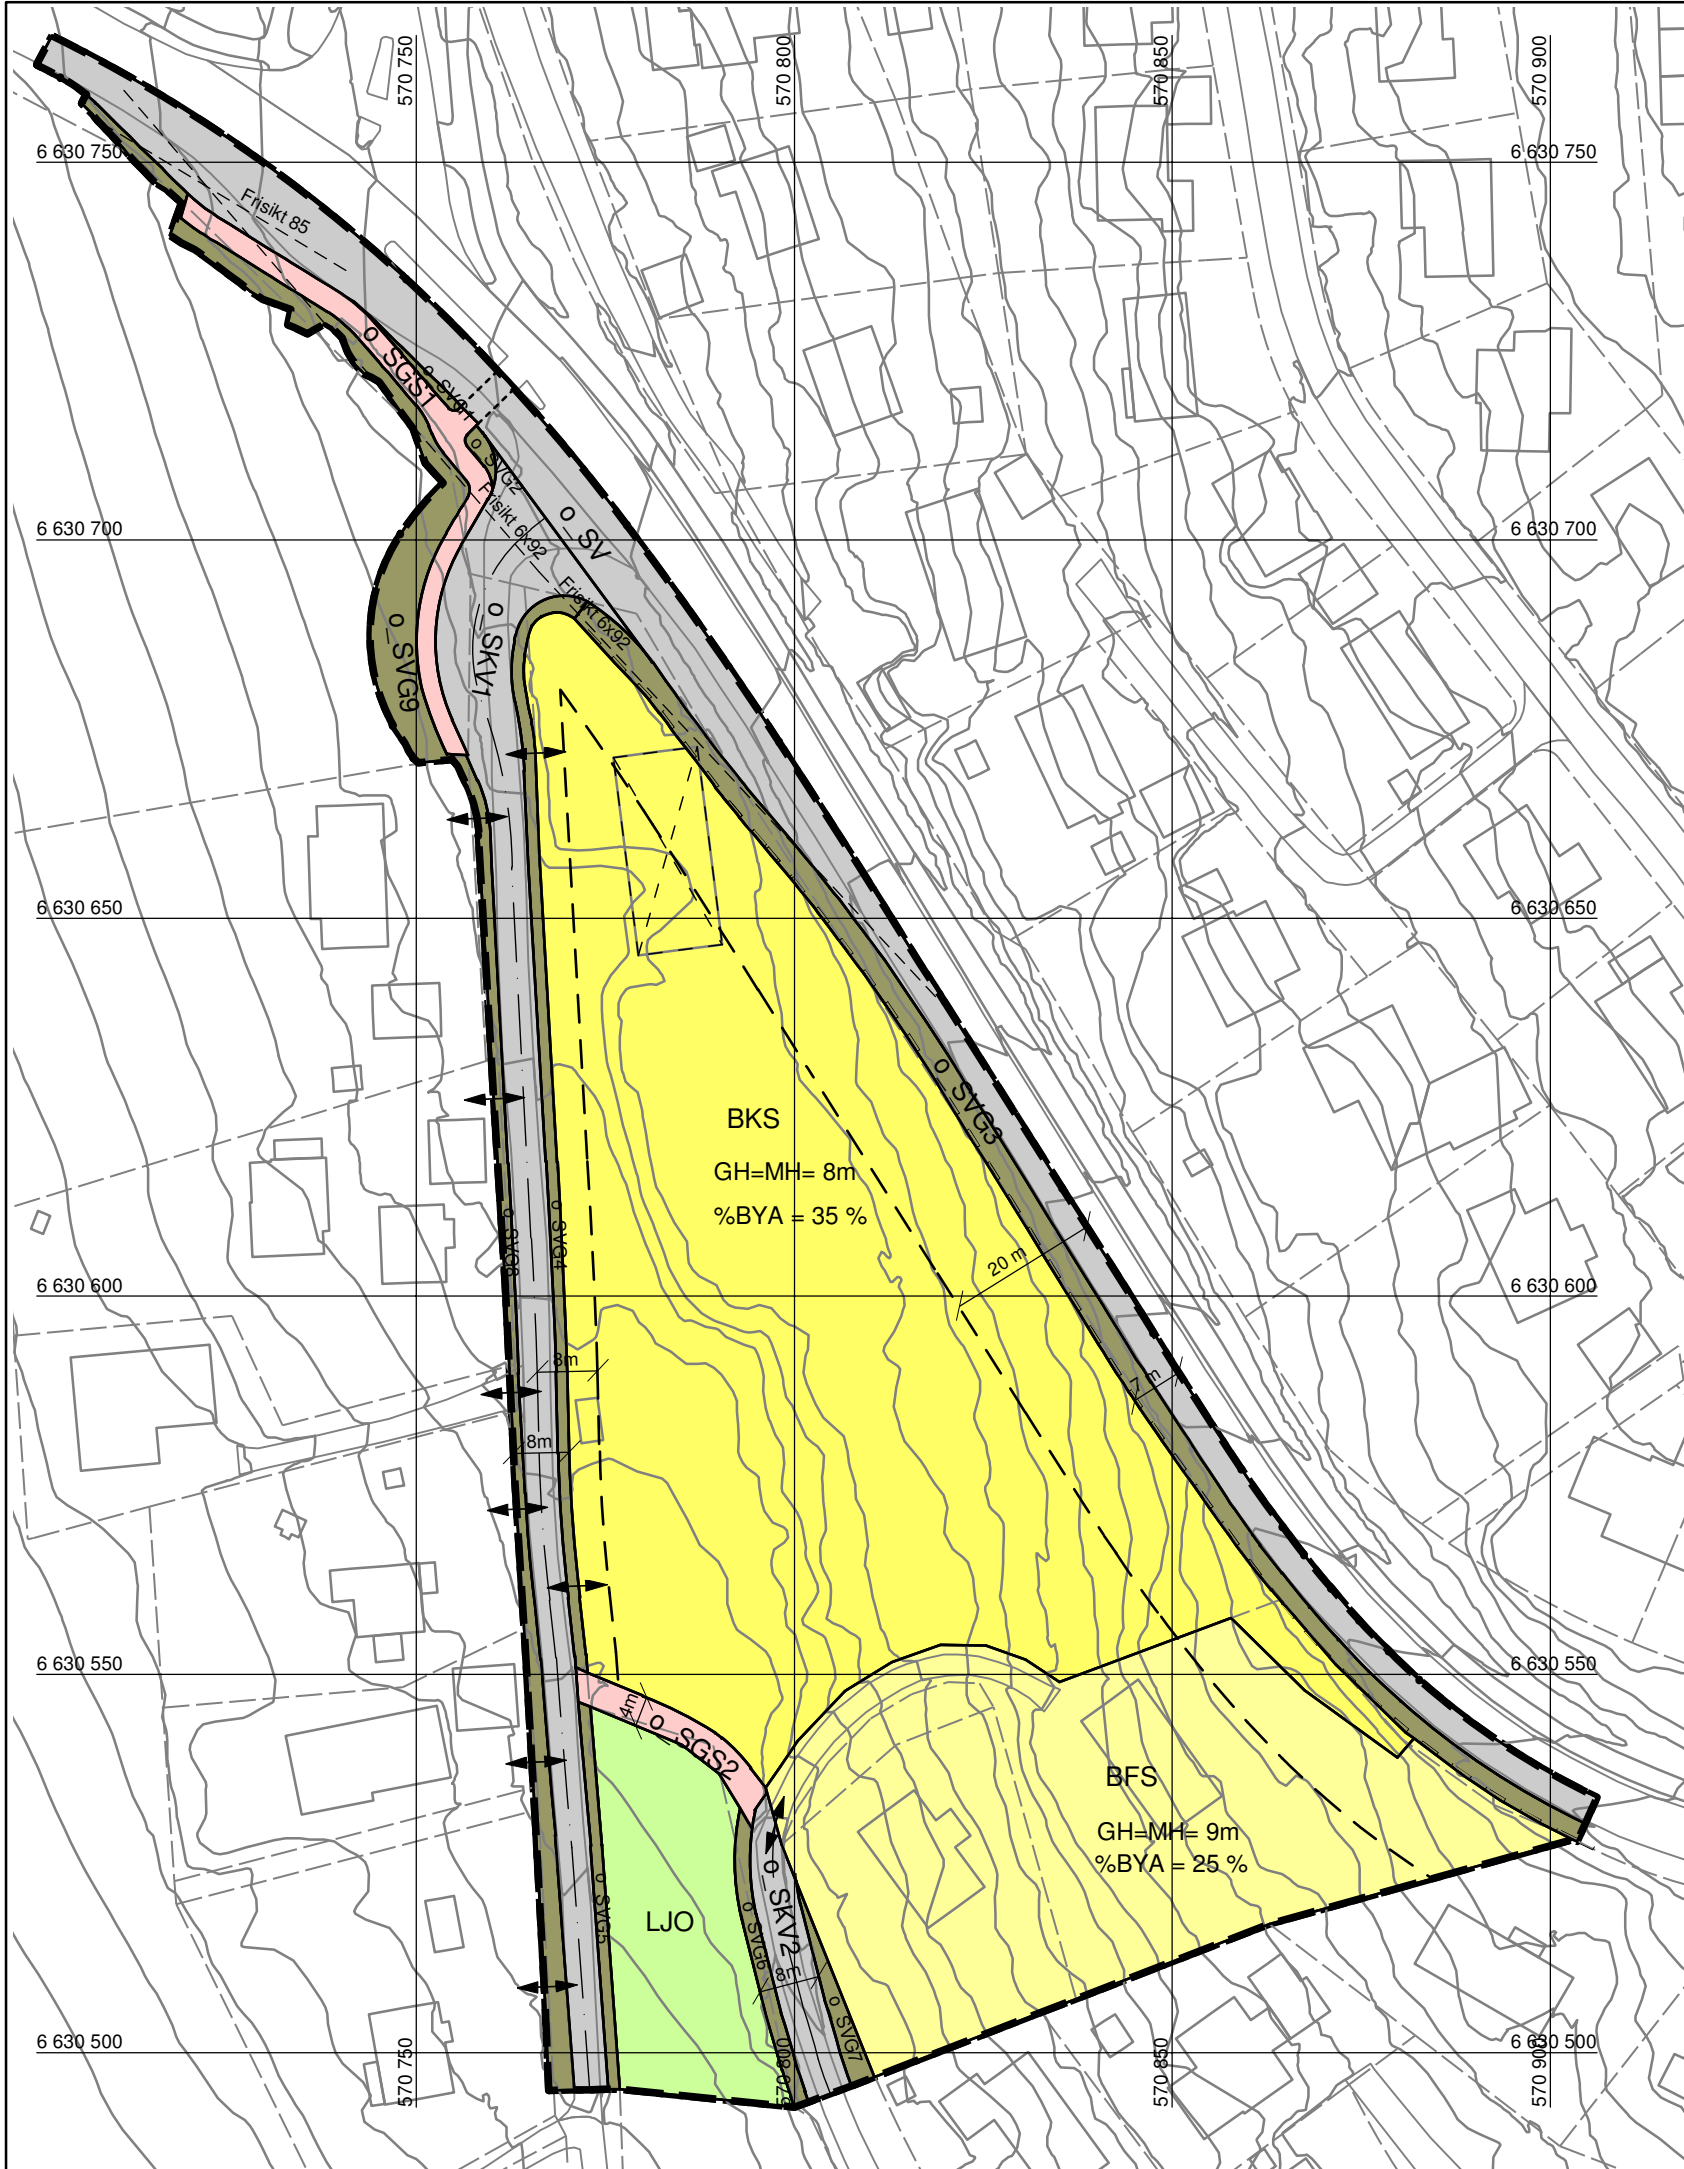 570 750
570 800
570 850
570 900
6 630 750
6 630 750
Frisikt 85
o_SGS1
o_SVG1
o_SVG2
Frisikt 6x92
o_SV
6 630 700
6 630 700
Frisikt 6x92
o_SVG9
o_SKV1
6 630 650
6 630 650
o_SVG3
BKS
GH=MH= 8m
%BYA = 35 %
o_SVG8
o_SVG4
20 m
6 630 600
6 630 600
8m
7 m
8m
6 630 550
6 630 550
4m
o_SGS2
BFS
GH=MH= 9m
%BYA = 25 %
o_SVG5
LJO
o_SVG6
o_SKV2
8m
o_SVG7
6 630 500
6 630 500
570 750
570 800
570 850
570 900